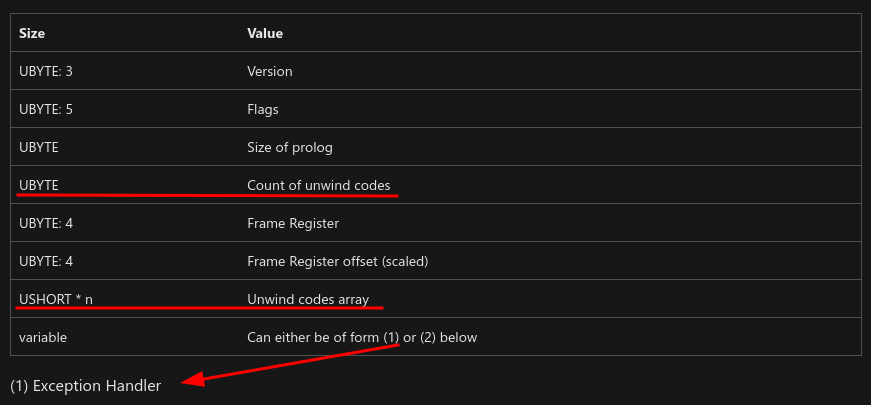 Size Value
UBYTE: 3 Version
UBYTE: 5 Flags
UBYTE Size of prolog
UBYTE Count of unwind codes
UBYTE: 4 Frame Register
UBYTE: 4 Frame Register offset (scaled)
USHORT * n Unwind codes array
variable Can either be of form (1) or (2) below
(1) Exception Handler